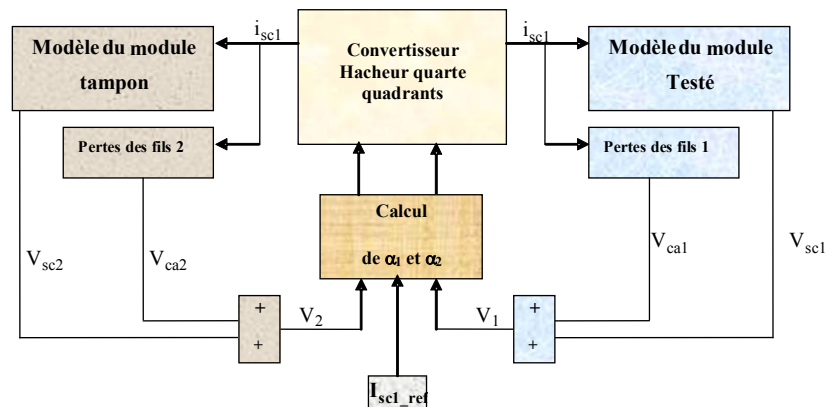 i_sc1
i_sc1
Modèle du module
tampon
Convertisseur
Hacheur quarte
quadrants
Modèle du module
Testé
Pertes des fils 2
Pertes des fils 1
Calcul
de α1 et α2
V_sc2
V_ca2
V_ca1
V_sc1
+
+
V_2
V_1
+
+
I_sc1_ref